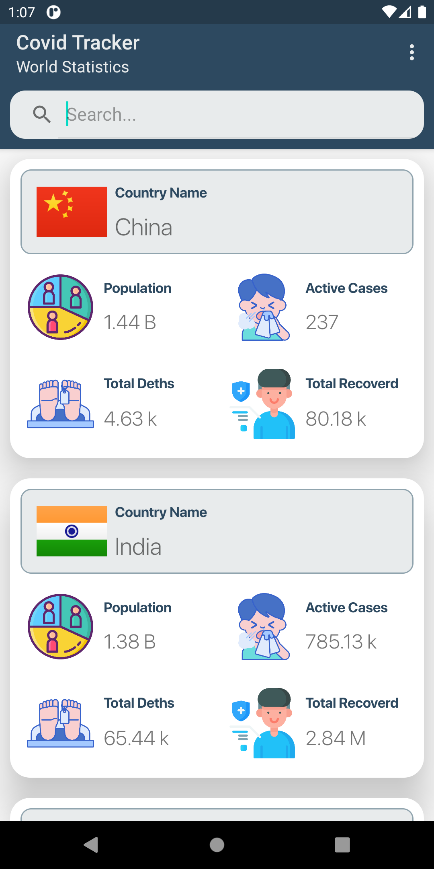 1:07
Covid Tracker
World Statistics
Search...
Country Name
China
Population
1.44 B
Active Cases
237
Total Deths
4.63 k
Total Recoverd
80.18 k
Country Name
India
Population
1.38 B
Active Cases
785.13 k
Total Deths
65.44 k
Total Recoverd
2.84 M